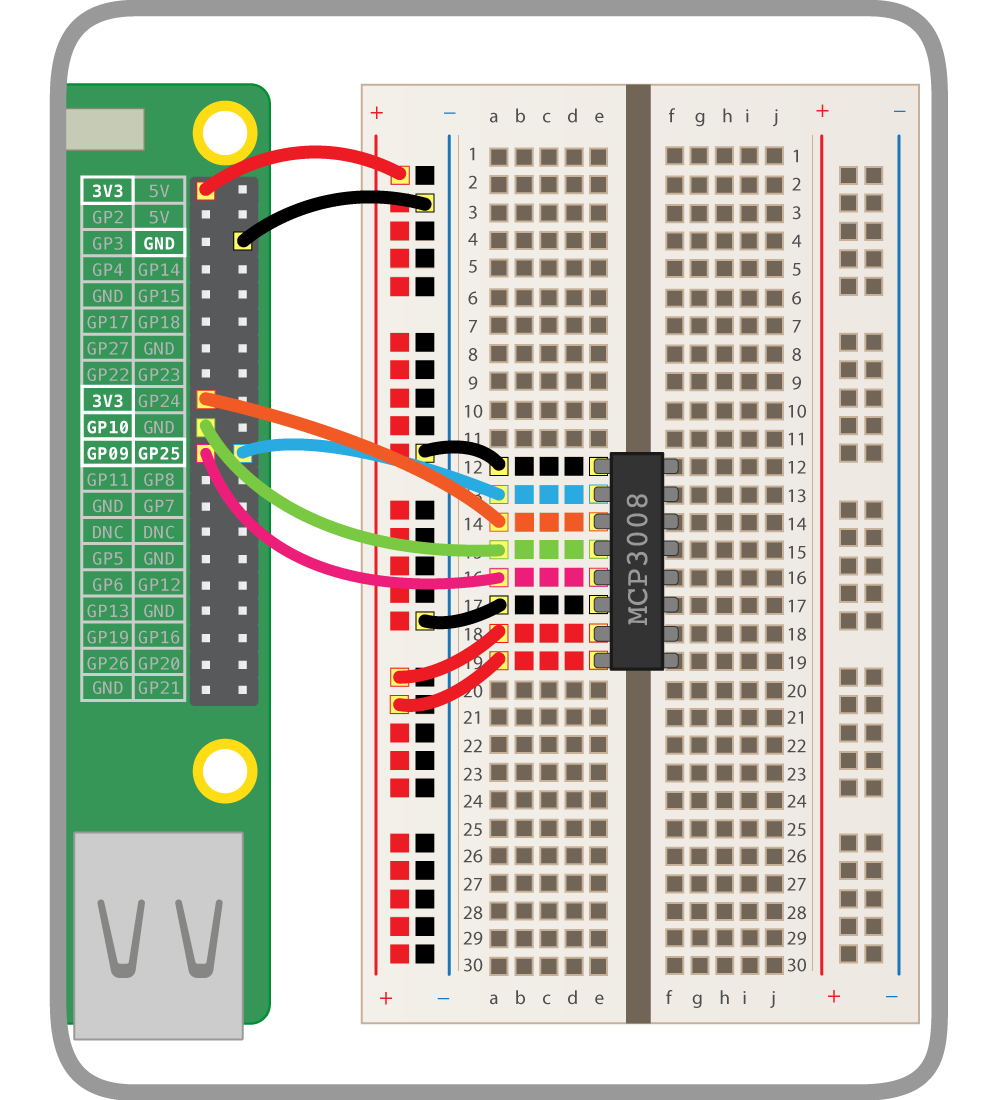 3V3 5V
GP2 5V
GP3 GND
GP4 GP14
GND GP15
GP17 GP18
GP27 GND
GP22 GP23
3V3 GP24
GP10 GND
GP09 GP25
GP11 GP8
GND GP7
DNC DNC
GP5 GND
GP6 GP12
GP13 GND
GP19 GP16
GP26 GP20
GND GP21
+ − a b c d e f g h i j + −
1 1
2 2
3 3
4 4
5 5
6 6
7 7
8 8
9 9
10 10
11 11
12 12
13 13
14 14
15 15
16 16
17 17
18 18
19 19
20 20
21 21
22 22
23 23
24 24
25 25
26 26
27 27
28 28
29 29
30 30
MCP3008
+ − a b c d e f g h i j + −